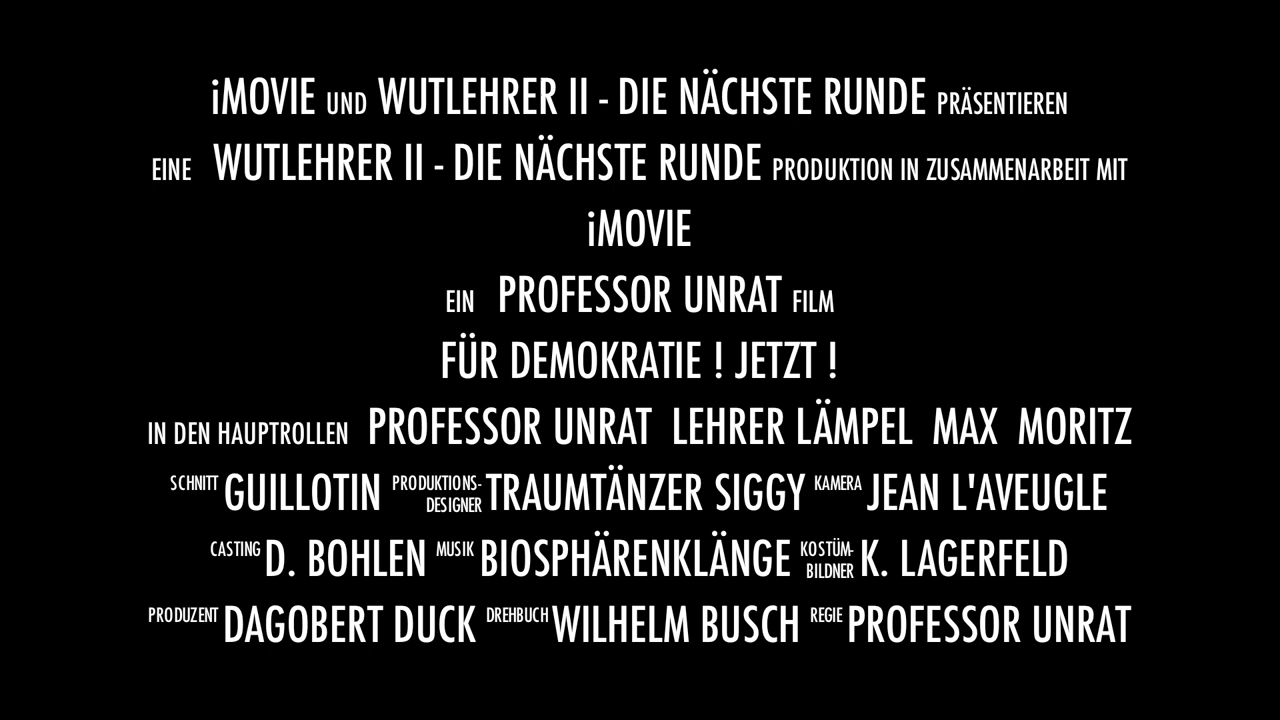 iMOVIE UND WUTLEHRER II - DIE NÄCHSTE RUNDE PRÄSENTIEREN
EINE WUTLEHRER II - DIE NÄCHSTE RUNDE PRODUKTION IN ZUSAMMENARBEIT MIT
iMOVIE
EIN PROFESSOR UNRAT FILM
FÜR DEMOKRATIE ! JETZT !
IN DEN HAUPTROLLEN PROFESSOR UNRAT LEHRER LÄMPEL MAX MORITZ
SCHNITT GUILLOTIN PRODUKTIONS-DESIGNER TRAUMTÄNZER SIGGY KAMERA JEAN L'AVEUGLE
CASTING D. BOHLEN MUSIK BIOSPHÄRENKLÄNGE KOSTÜM-BILDNER K. LAGERFELD
PRODUZENT DAGOBERT DUCK DREHBUCH WILHELM BUSCH REGIE PROFESSOR UNRAT